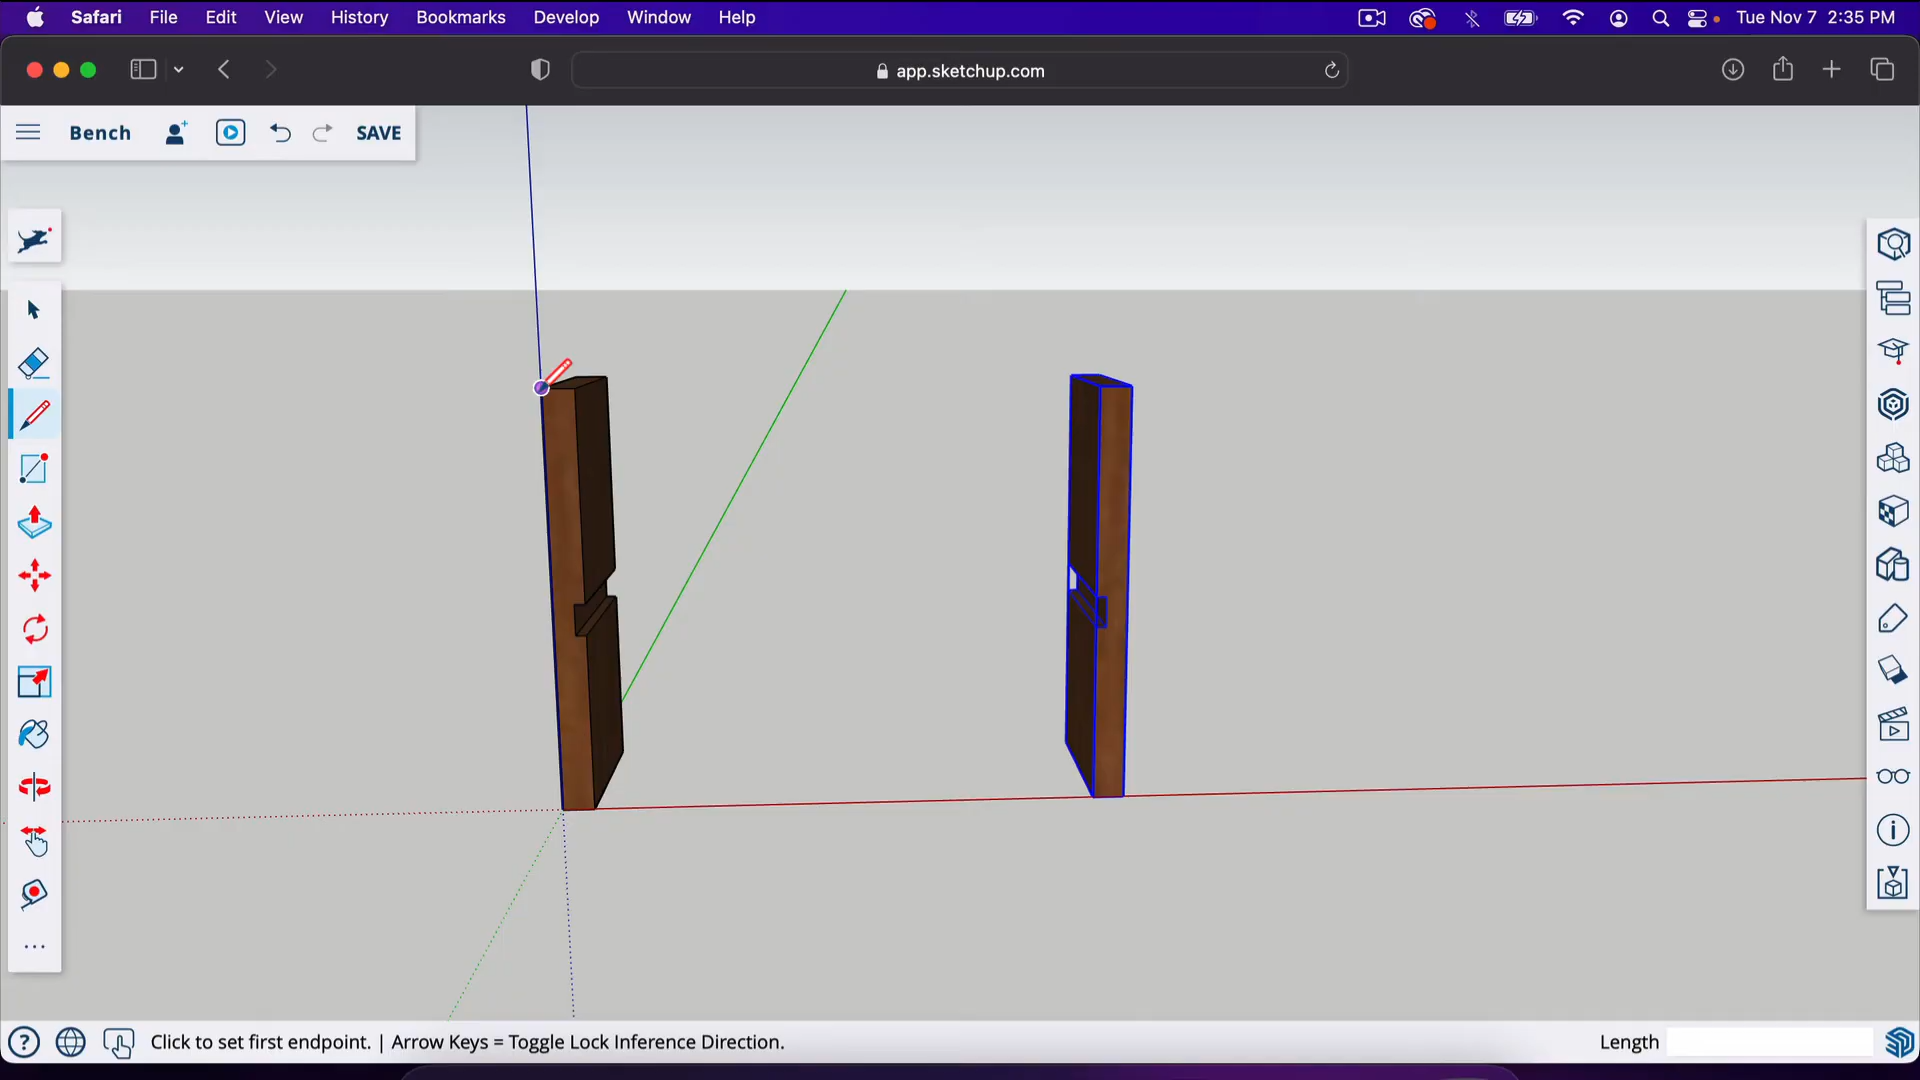 Safari File Edit View History Bookmarks Develop Window Help Tue Nov 7 2:35 PM
app.sketchup.com
Bench SAVE
Click to set first endpoint. | Arrow Keys = Toggle Lock Inference Direction. Length